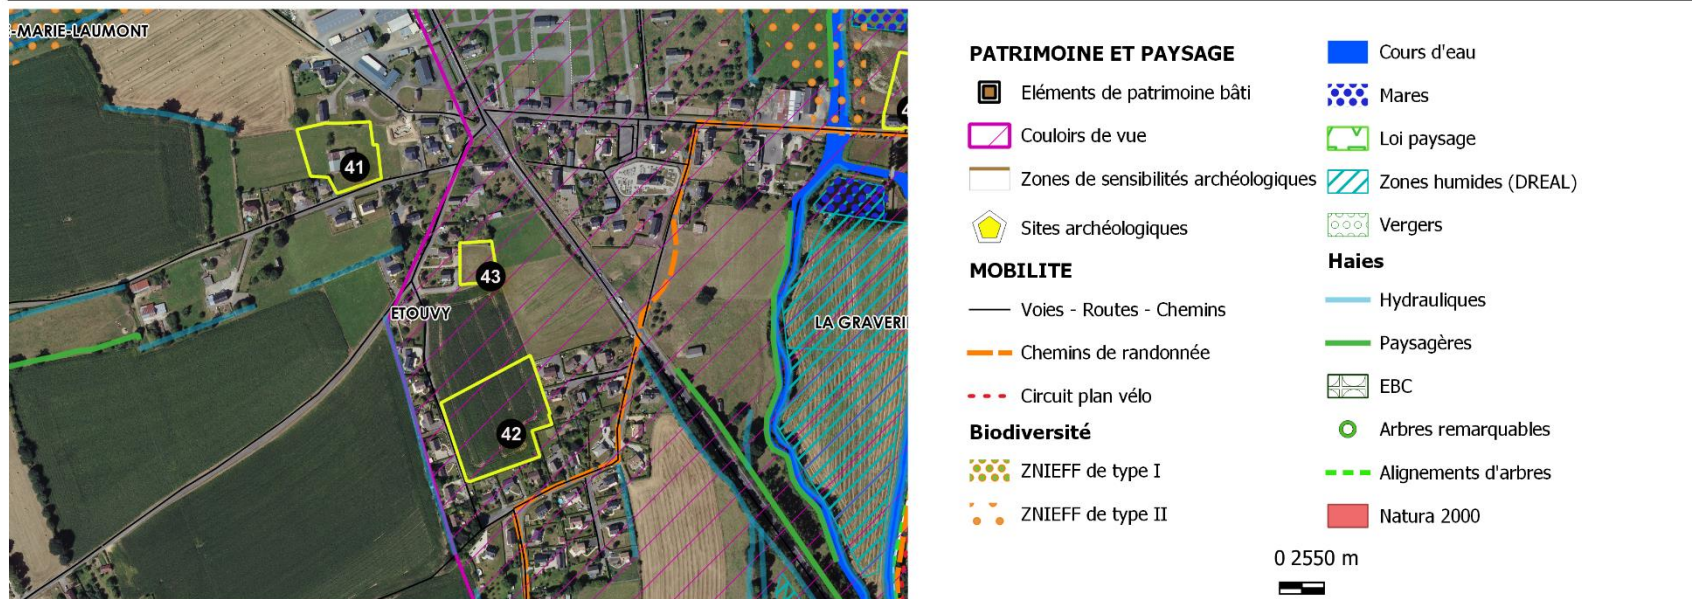 -MARIE-LAUMONT
41
43
ETOUVY
LA GRAVERI
42
PATRIMOINE ET PAYSAGE
Eléments de patrimoine bâti
Couloirs de vue
Zones de sensibilités archéologiques
Sites archéologiques
MOBILITE
Voies - Routes - Chemins
Chemins de randonnée
Circuit plan vélo
Biodiversité
ZNIEFF de type I
ZNIEFF de type II
Cours d'eau
Mares
Loi paysage
Zones humides (DREAL)
Vergers
Haies
Hydrauliques
Paysagères
EBC
Arbres remarquables
Alignements d'arbres
Natura 2000
0 2550 m